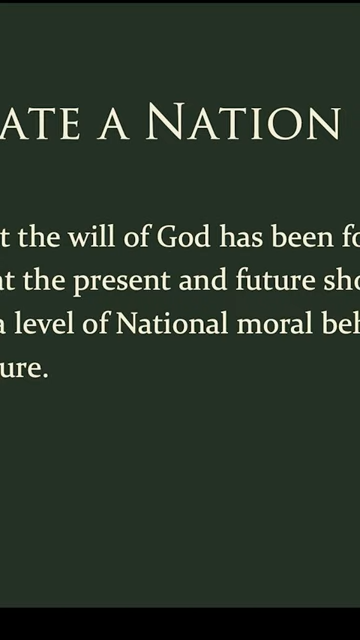 ATE A NATION
t the will of God has been fo
at the present and future sho
a level of National moral beh
ure.